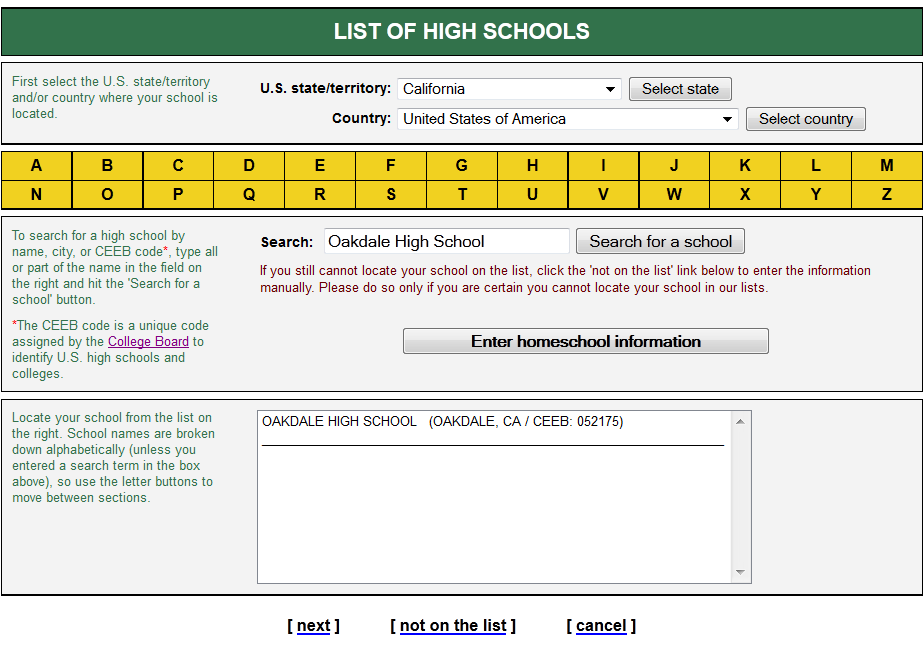 LIST OF HIGH SCHOOLS
First select the U.S. state/territory
and/or country where your school is
located.
U.S. state/territory: California Select state
Country: United States of America Select country
A B C D E F G H I J K L M
N O P Q R S T U V W X Y Z
To search for a high school by
name, city, or CEEB code*, type all
or part of the name in the field on
the right and hit the 'Search for a
school' button.
*The CEEB code is a unique code
assigned by the College Board to
identify U.S. high schools and
colleges.
Search: Oakdale High School Search for a school
If you still cannot locate your school on the list, click the 'not on the list' link below to enter the information
manually. Please do so only if you are certain you cannot locate your school in our lists.
Enter homeschool information
Locate your school from the list on
the right. School names are broken
down alphabetically (unless you
entered a search term in the box
above), so use the letter buttons to
move between sections.
OAKDALE HIGH SCHOOL (OAKDALE, CA / CEEB: 052175)
[ next ] [ not on the list ] [ cancel ]